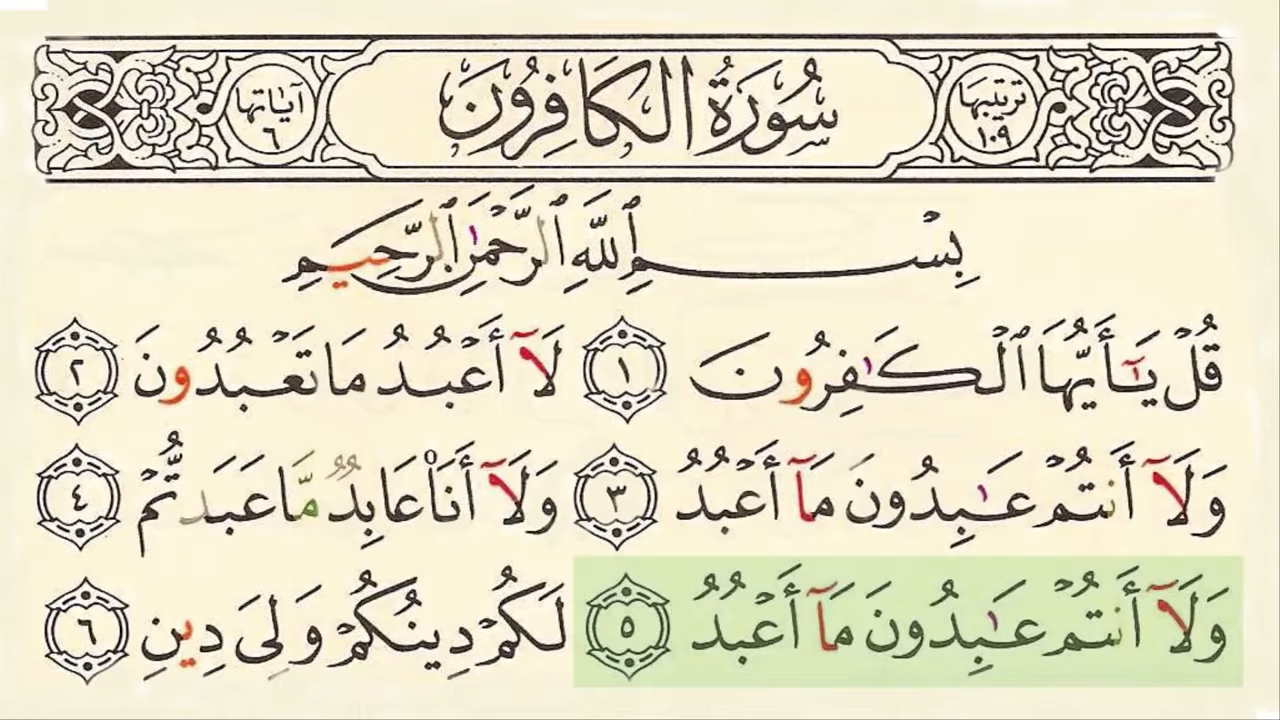 ترتيبها ١٠٩ سُورَةُ الكَافِرُونَ آياتها ٦
بِسْمِ ٱللَّهِ ٱلرَّحْمَٰنِ ٱلرَّحِيمِ
قُلْ يَٰٓأَيُّهَا ٱلْكَٰفِرُونَ ١ لَآ أَعْبُدُ مَا تَعْبُدُونَ ٢
وَلَآ أَنتُمْ عَٰبِدُونَ مَآ أَعْبُدُ ٣ وَلَآ أَنَا۠ عَابِدٌ مَّا عَبَدتُّمْ ٤
وَلَآ أَنتُمْ عَٰبِدُونَ مَآ أَعْبُدُ ٥ لَكُمْ دِينُكُمْ وَلِىَ دِينِ ٦